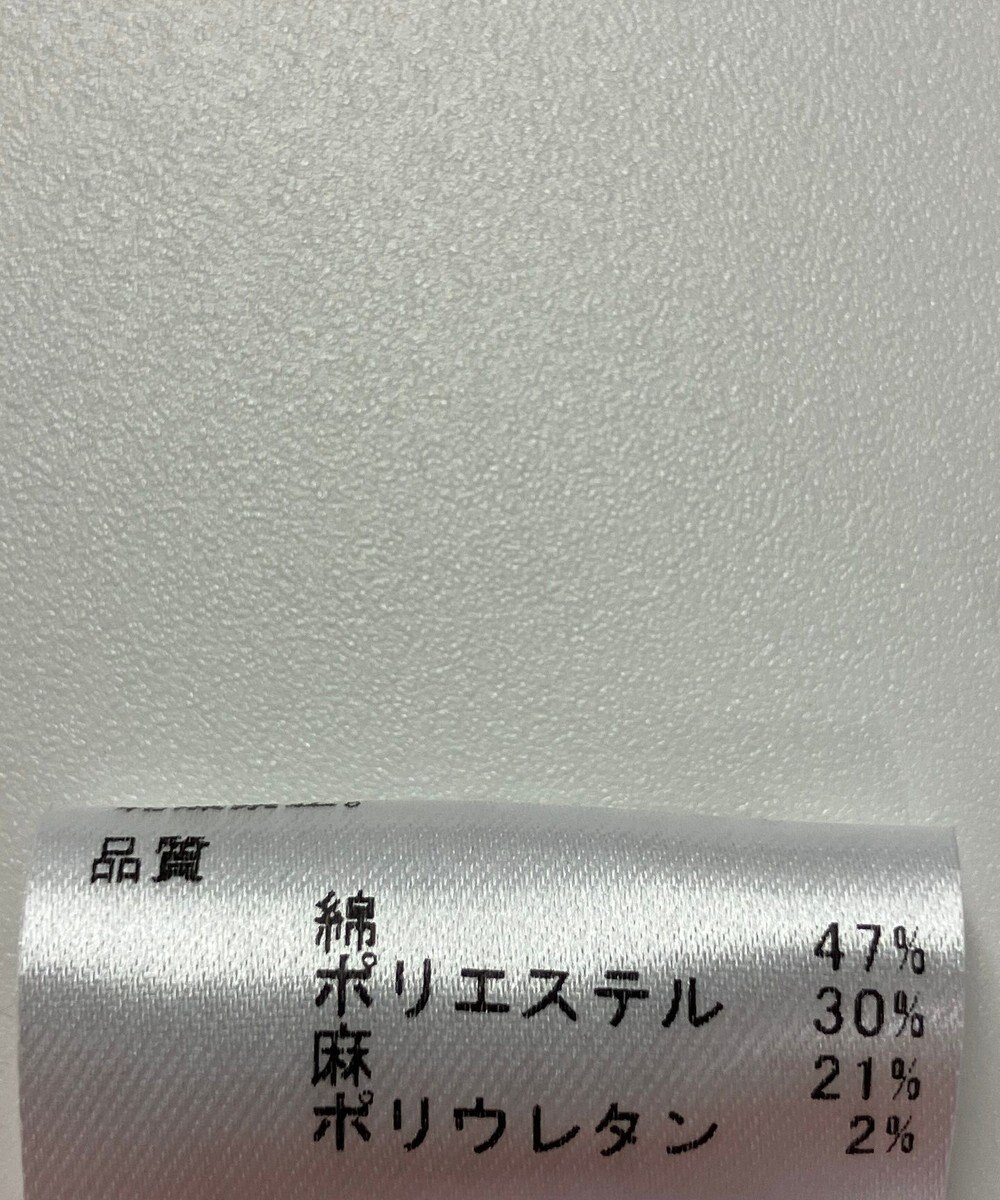 品質
綿 47%
ポリエステル 30%
麻 21%
ポリウレタン 2%